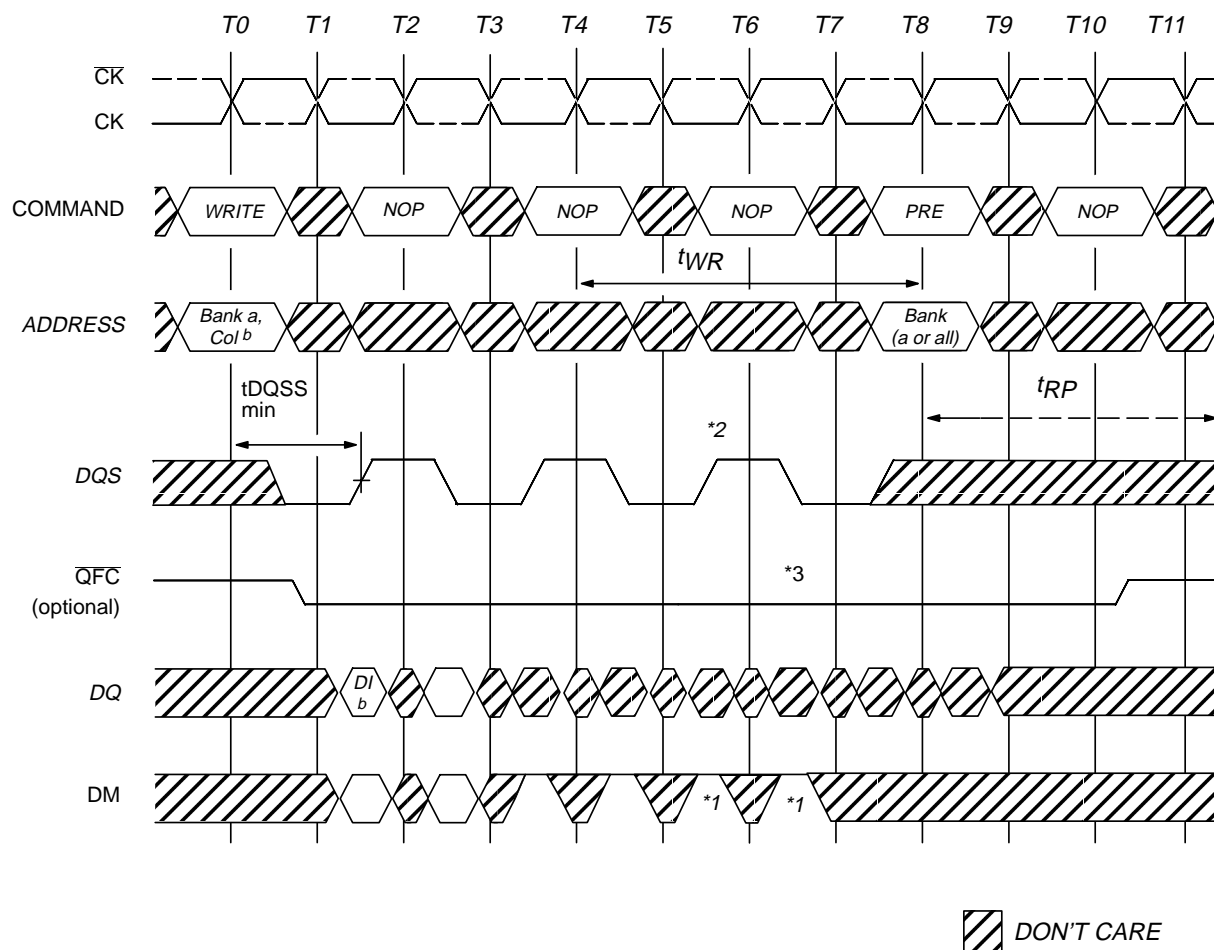 T0 T1 T2 T3 T4 T5 T6 T7 T8 T9 T10 T11
CK
CK
COMMAND WRITE NOP NOP NOP PRE NOP
tWR
ADDRESS Bank a, Col b Bank (a or all)
tDQSS
min
tRP
*2
DQS
QFC
(optional)
*3
DQ DI b
DM *1 *1
DON'T CARE